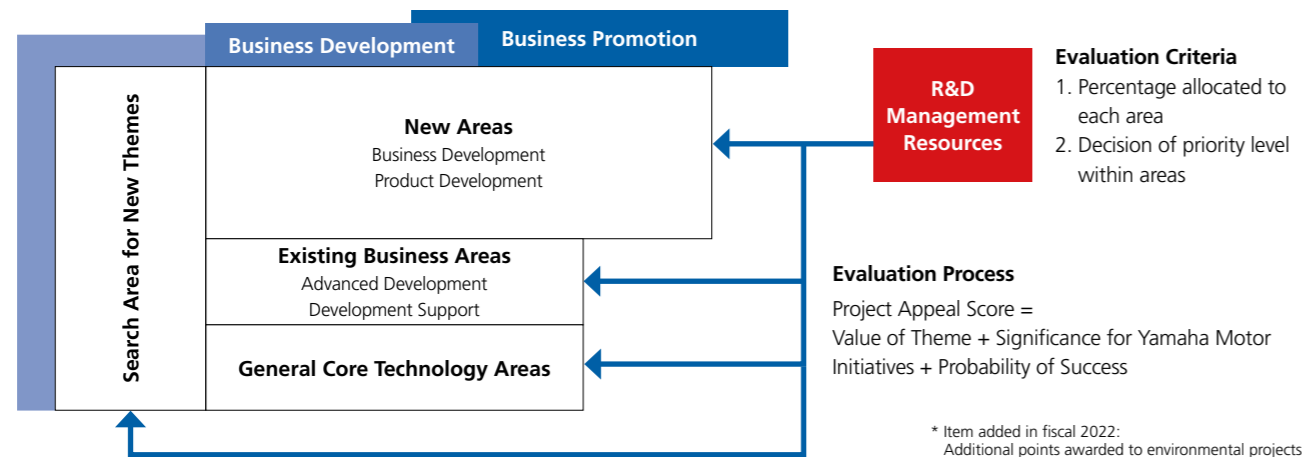 Business Development
Business Promotion
Search Area for New Themes
New Areas
Business Development
Product Development
Existing Business Areas
Advanced Development
Development Support
General Core Technology Areas
R&D
Management
Resources
Evaluation Criteria
1. Percentage allocated to
each area
2. Decision of priority level
within areas
Evaluation Process
Project Appeal Score =
Value of Theme + Significance for Yamaha Motor
Initiatives + Probability of Success
* Item added in fiscal 2022:
Additional points awarded to environmental projects